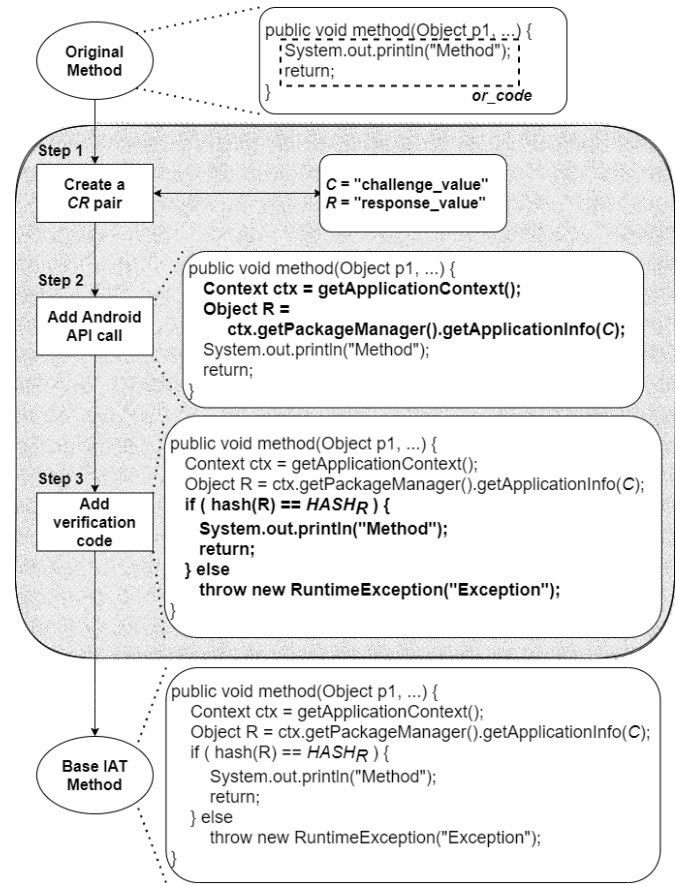 Original
Method
public void method(Object p1, ...) {
System.out.println("Method");
return;
}
or_code
Step 1
Create a
CR pair
C = "challenge_value"
R = "response_value"
Step 2
Add Android
API call
public void method(Object p1, ...) {
Context ctx = getApplicationContext();
Object R =
ctx.getPackageManager().getApplicationInfo(C);
System.out.println("Method");
return;
}
Step 3
Add
verification
code
public void method(Object p1, ...) {
Context ctx = getApplicationContext();
Object R = ctx.getPackageManager().getApplicationInfo(C);
if ( hash(R) == HASHR ) {
System.out.println("Method");
return;
} else
throw new RuntimeException("Exception");
}
Base IAT
Method
public void method(Object p1, ...) {
Context ctx = getApplicationContext();
Object R = ctx.getPackageManager().getApplicationInfo(C);
if ( hash(R) == HASHR ) {
System.out.println("Method");
return;
} else
throw new RuntimeException("Exception");
}